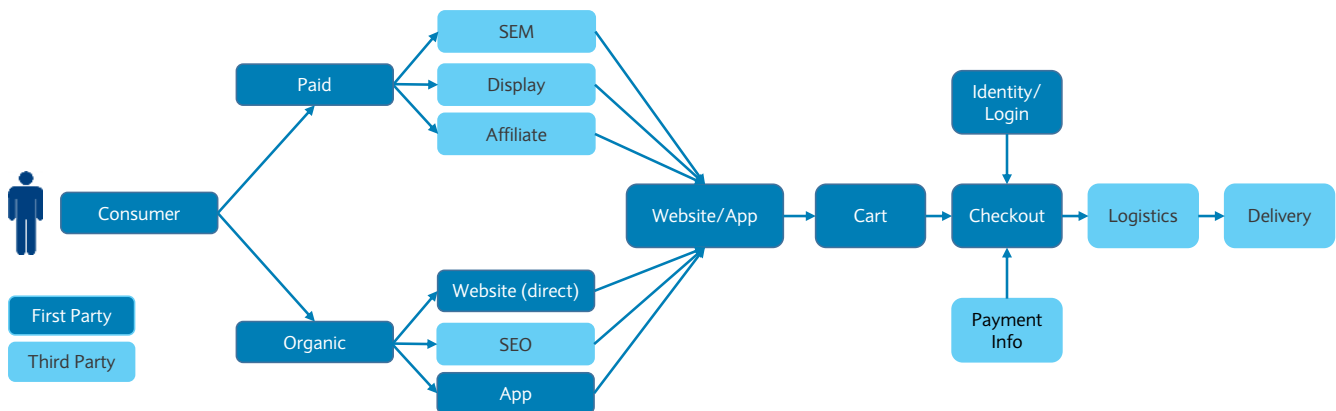 SEM
Paid
Display
Affiliate
Identity/
Login
Consumer
Website/App
Cart
Checkout
Logistics
Delivery
Website (direct)
First Party
Organic
SEO
Payment
Info
Third Party
App